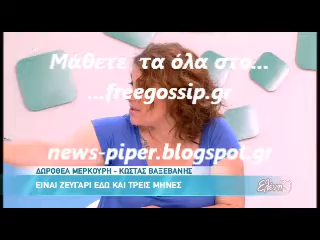 Μάθετε τα όλα στο...
...freegossip.gr
news-piper.blogspot.gr
ΔΩΡΟΘΕΑ ΜΕΡΚΟΥΡΗ - ΚΩΣΤΑΣ ΒΑΞΕΒΑΝΗΣ
ΕΙΝΑΙ ΖΕΥΓΑΡΙ ΕΔΩ ΚΑΙ ΤΡΕΙΣ ΜΗΝΕΣ
Ελένη